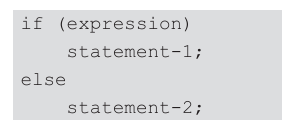 if (expression)
    statement-1;
else
    statement-2;